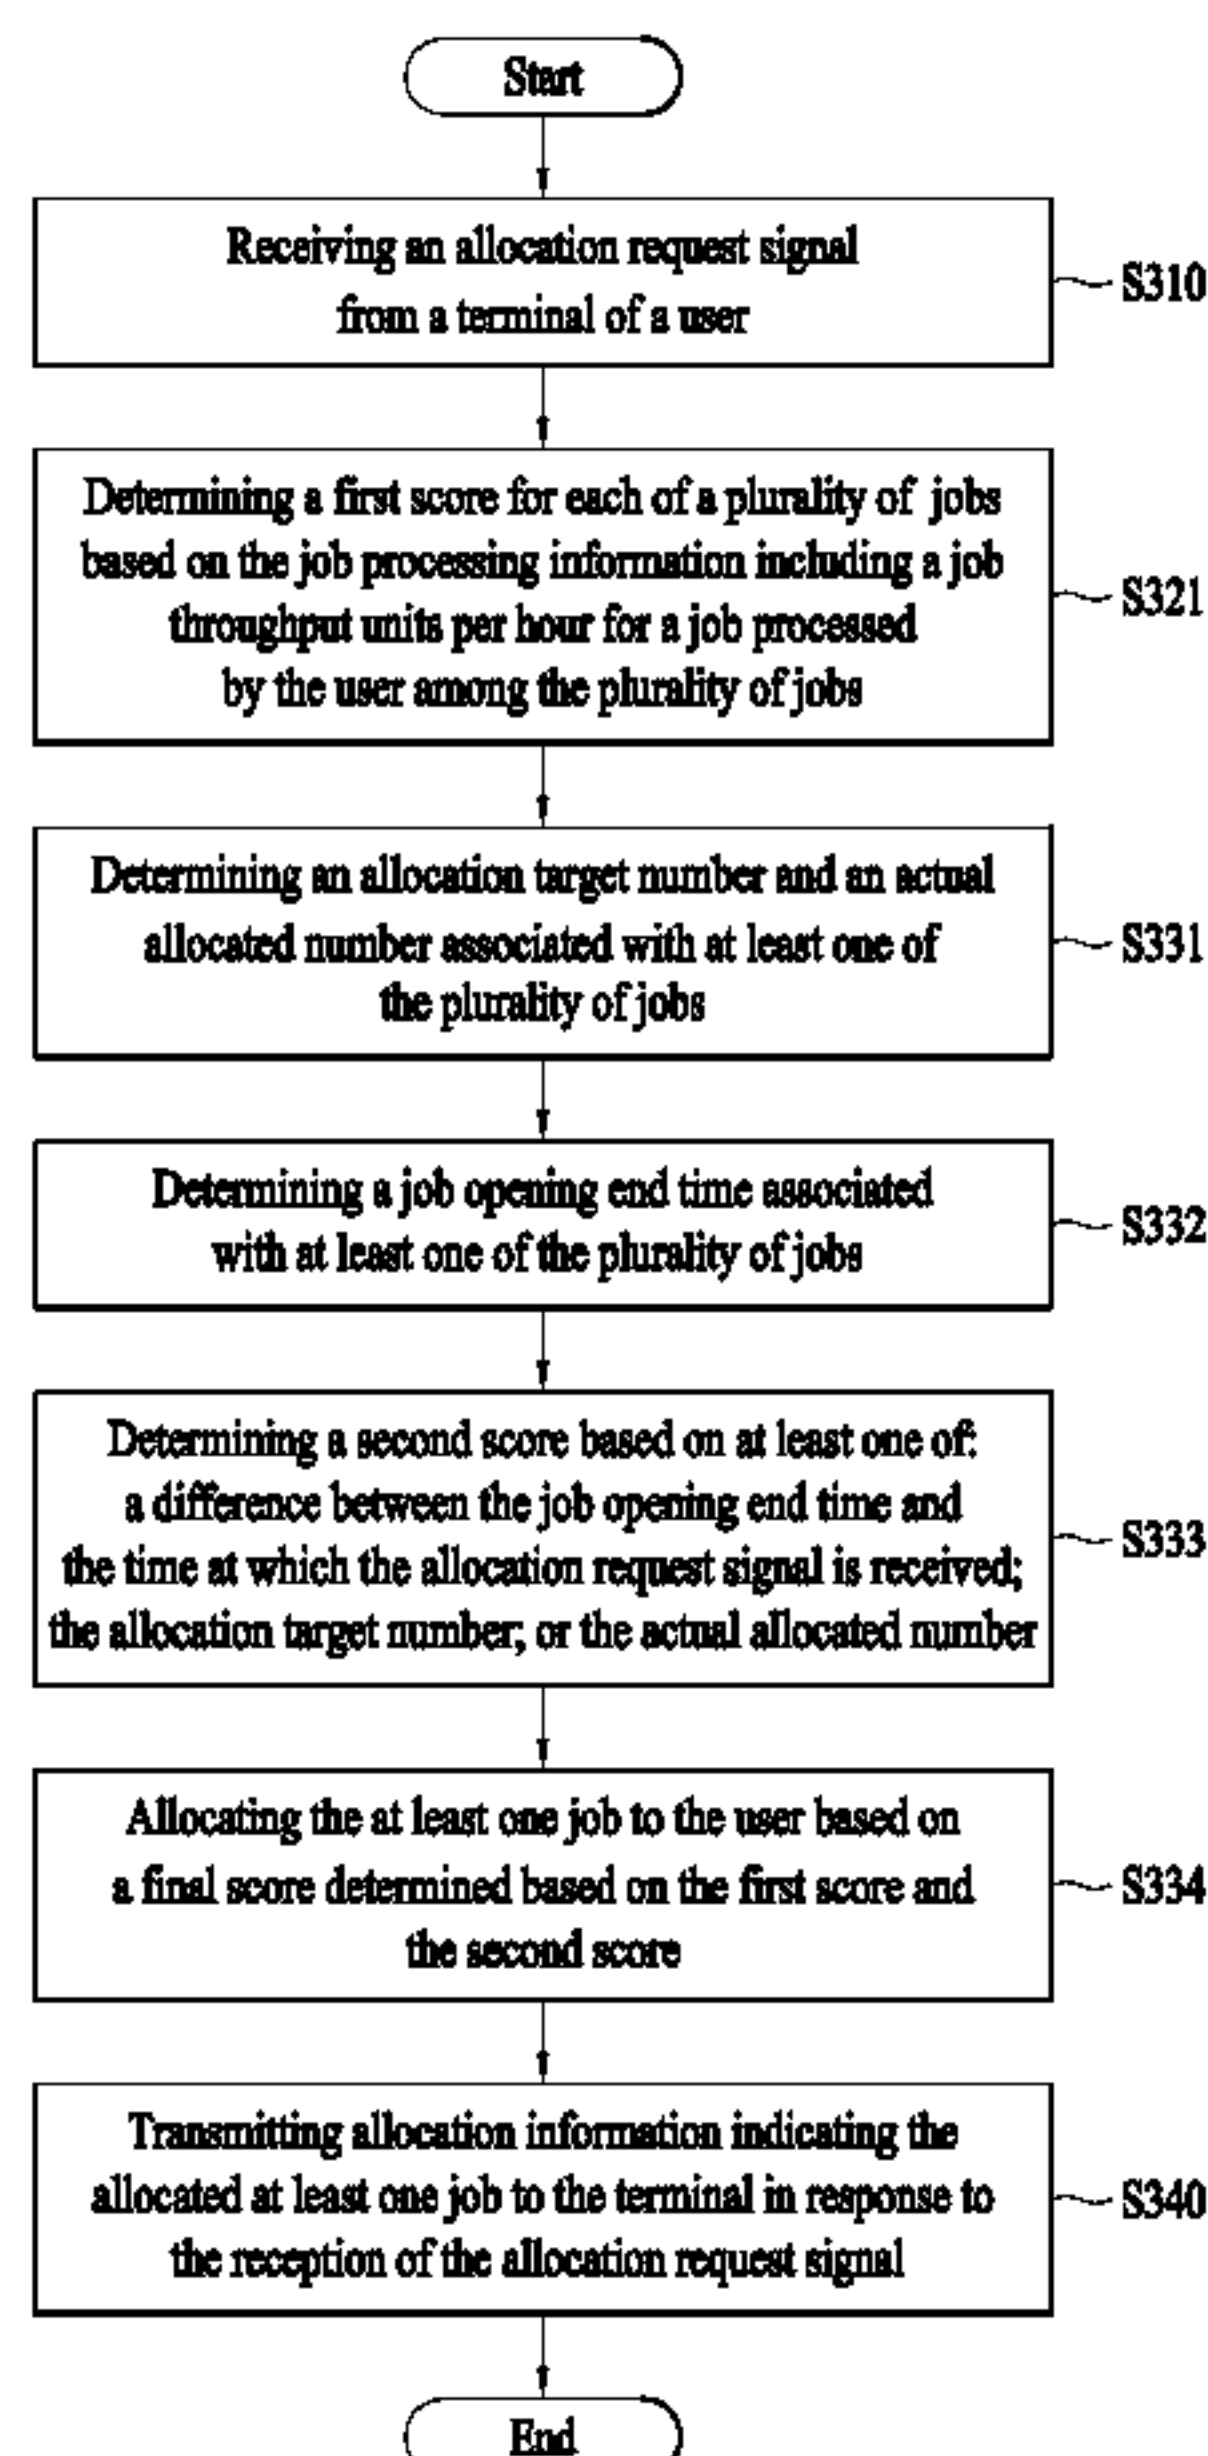 Start
Receiving an allocation request signal
from a terminal of a user
S310
Determining a first score for each of a plurality of jobs
based on the job processing information including a job
throughput units per hour for a job processed
by the user among the plurality of jobs
S321
Determining an allocation target number and an actual
allocated number associated with at least one of
the plurality of jobs
S331
Determining a job opening end time associated
with at least one of the plurality of jobs
S332
Determining a second score based on at least one of:
a difference between the job opening end time and
the time at which the allocation request signal is received;
the allocation target number; or the actual allocated number
S333
Allocating the at least one job to the user based on
a final score determined based on the first score and
the second score
S334
Transmitting allocation information indicating the
allocated at least one job to the terminal in response to
the reception of the allocation request signal
S340
End